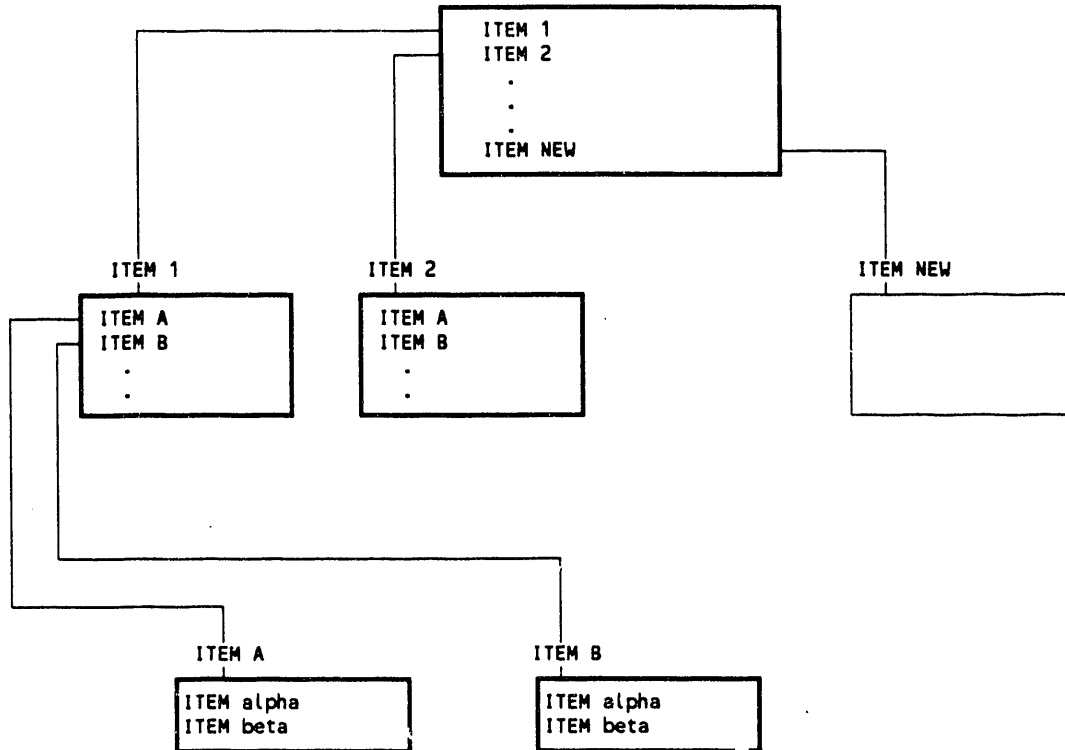 ITEM 1
ITEM 2
.
.
.
ITEM NEW
ITEM 1
ITEM 2
ITEM NEW
ITEM A
ITEM B
.
.
ITEM A
ITEM B
.
.
ITEM A
ITEM B
ITEM alpha
ITEM beta
ITEM alpha
ITEM beta